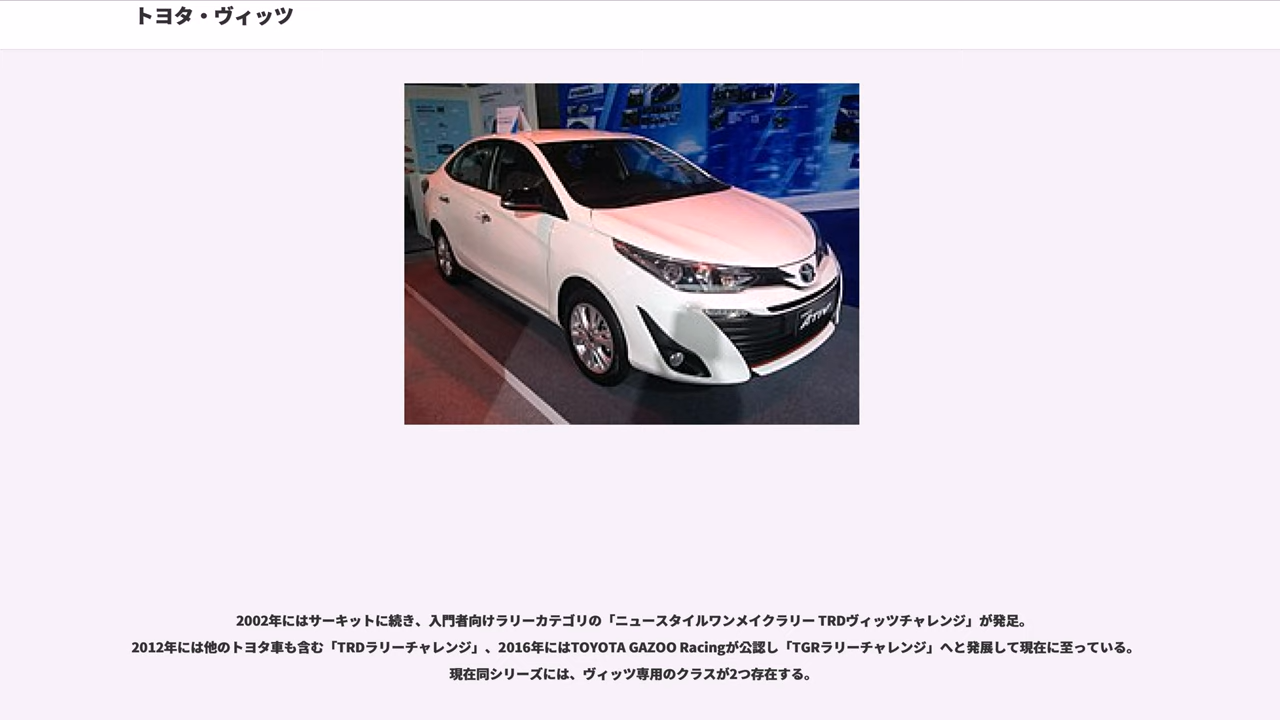 トヨタ・ヴィッツ
ATIV
2002年にはサーキットに続き、入門者向けラリーカテゴリの「ニュースタイルワンメイクラリー TRDヴィッツチャレンジ」が発足。
2012年には他のトヨタ車も含む「TRDラリーチャレンジ」、2016年にはTOYOTA GAZOO Racingが公認し「TGRラリーチャレンジ」へと発展して現在に至っている。
現在同シリーズには、ヴィッツ専用のクラスが2つ存在する。